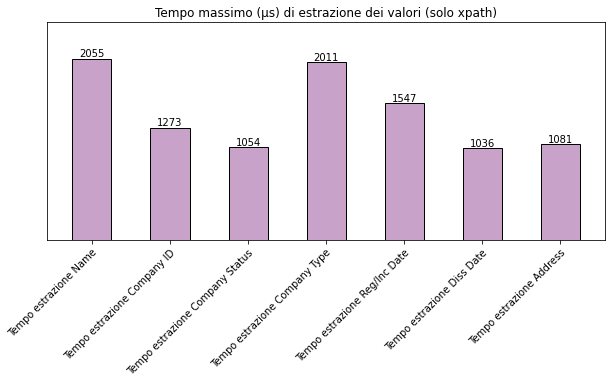 Tempo massimo (μs) di estrazione dei valori (solo xpath)
2055
1273
1054
2011
1547
1036
1081
Tempo estrazione Name
Tempo estrazione Company ID
Tempo estrazione Company Status
Tempo estrazione Company Type
Tempo estrazione Reg/Inc Date
Tempo estrazione Diss Date
Tempo estrazione Address